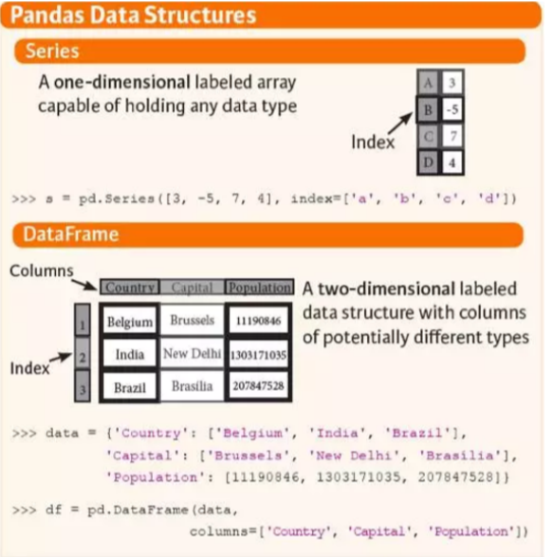 Pandas Data Structures
Series
A one-dimensional labeled array
capable of holding any data type
A 3
B -5
C 7
D 4
Index
>>> s = pd.Series([3, -5, 7, 4], index=['a', 'b', 'c', 'd'])
DataFrame
Columns
Country Capital Population
1 Belgium Brussels 11190846
2 India New Delhi 1303171035
3 Brazil Brasilia 207847528
Index
A two-dimensional labeled
data structure with columns
of potentially different types
>>> data = {'Country': ['Belgium', 'India', 'Brazil'],
'Capital': ['Brussels', 'New Delhi', 'Brasilia'],
'Population': [11190846, 1303171035, 207847528]}
>>> df = pd.DataFrame(data,
columns=['Country', 'Capital', 'Population'])